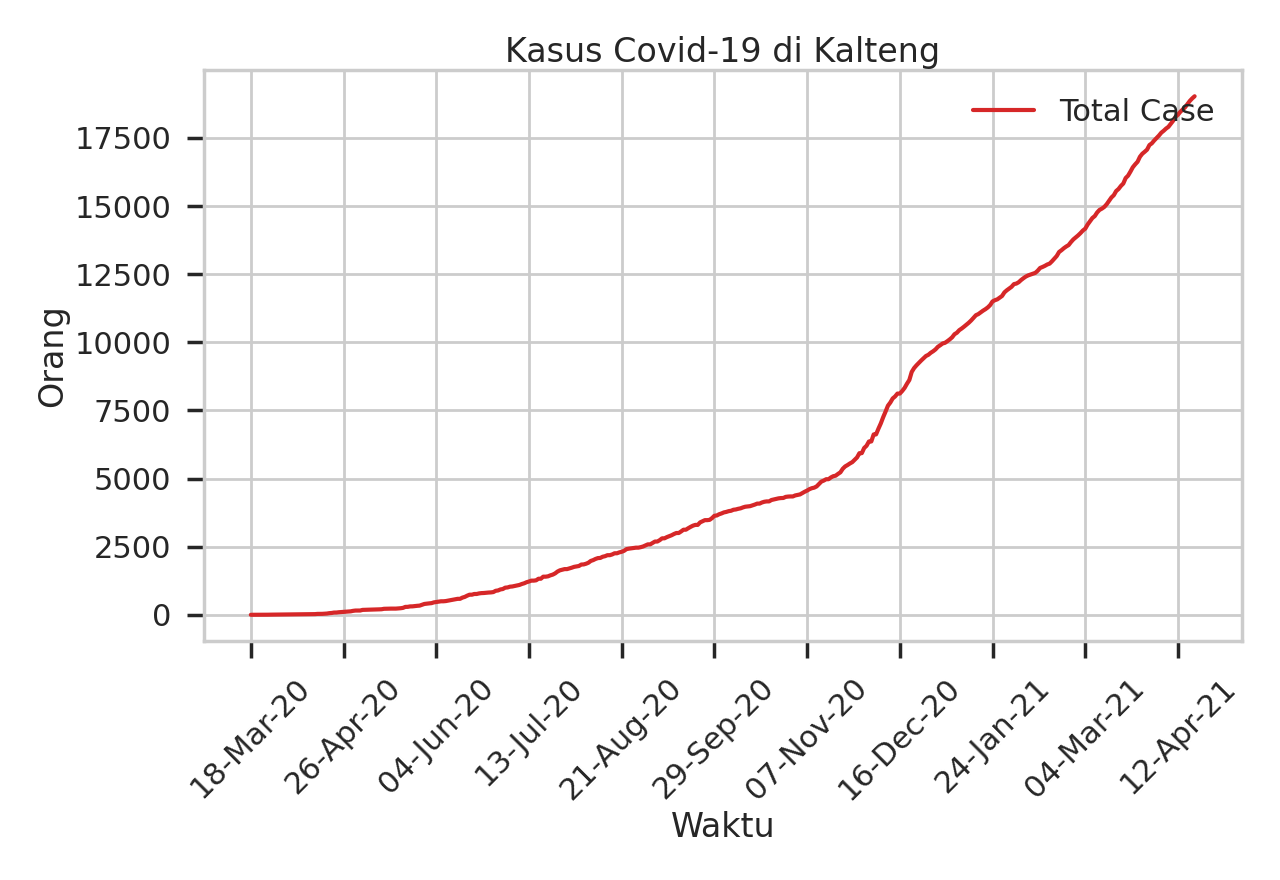 Kasus Covid-19 di Kalteng
Total Case
17500
15000
12500
10000
7500
5000
2500
0
Orang
18-Mar-20
26-Apr-20
04-Jun-20
13-Jul-20
21-Aug-20
29-Sep-20
07-Nov-20
16-Dec-20
24-Jan-21
04-Mar-21
12-Apr-21
Waktu